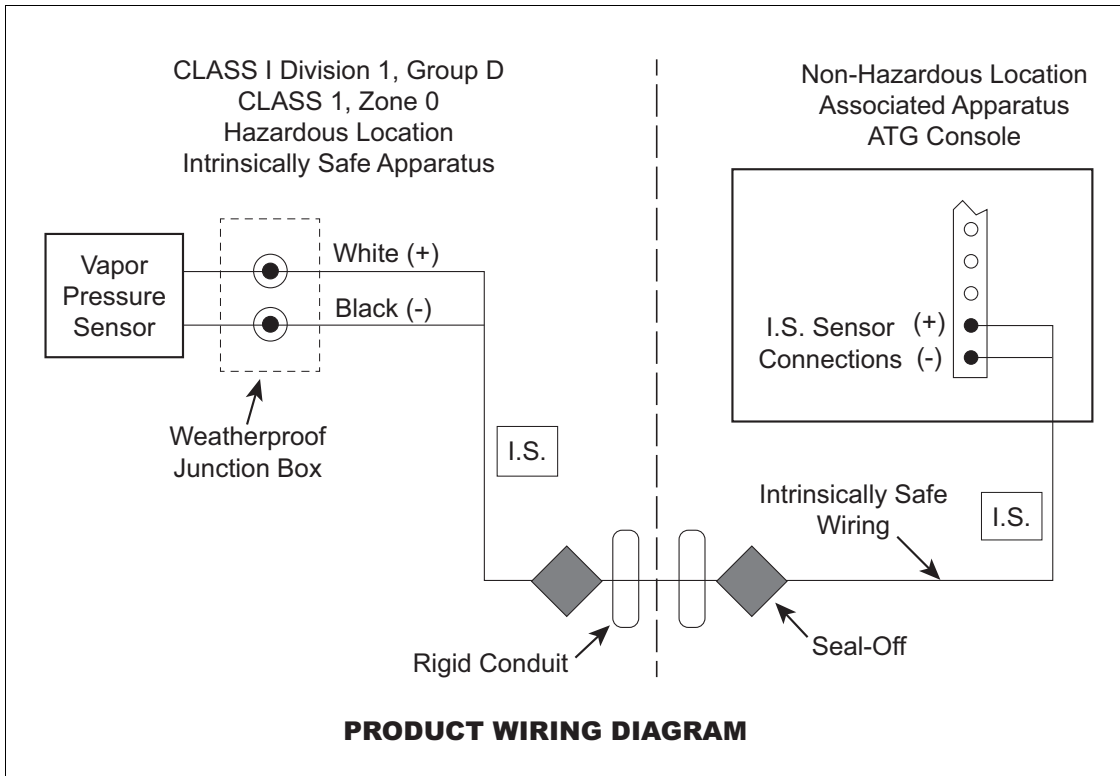 CLASS I Division 1, Group D
CLASS 1, Zone 0
Hazardous Location
Intrinsically Safe Apparatus
Non-Hazardous Location
Associated Apparatus
ATG Console
Vapor
Pressure
Sensor
White (+)
Black (-)
Weatherproof
Junction Box
I.S.
I.S. Sensor (+)
Connections (-)
Intrinsically Safe
Wiring
I.S.
Rigid Conduit
Seal-Off
PRODUCT WIRING DIAGRAM